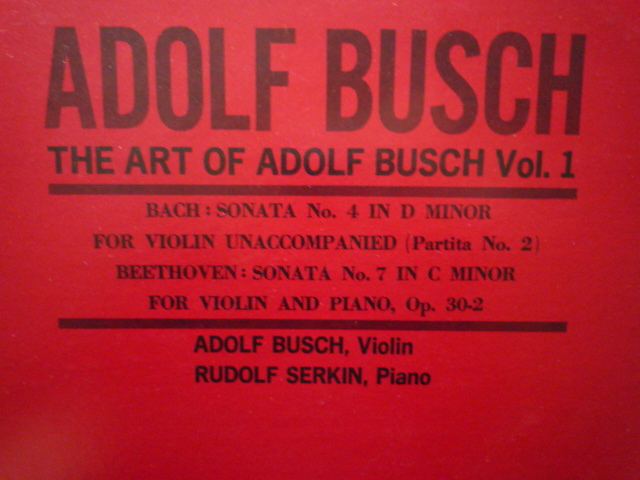 ADOLF BUSCH
THE ART OF ADOLF BUSCH Vol. 1
BACH : SONATA No. 4 IN D MINOR
FOR VIOLIN UNACCOMPANIED (Partita No. 2)
BEETHOVEN : SONATA No. 7 IN C MINOR
FOR VIOLIN AND PIANO, Op. 30-2
ADOLF BUSCH, Violin
RUDOLF SERKIN, Piano